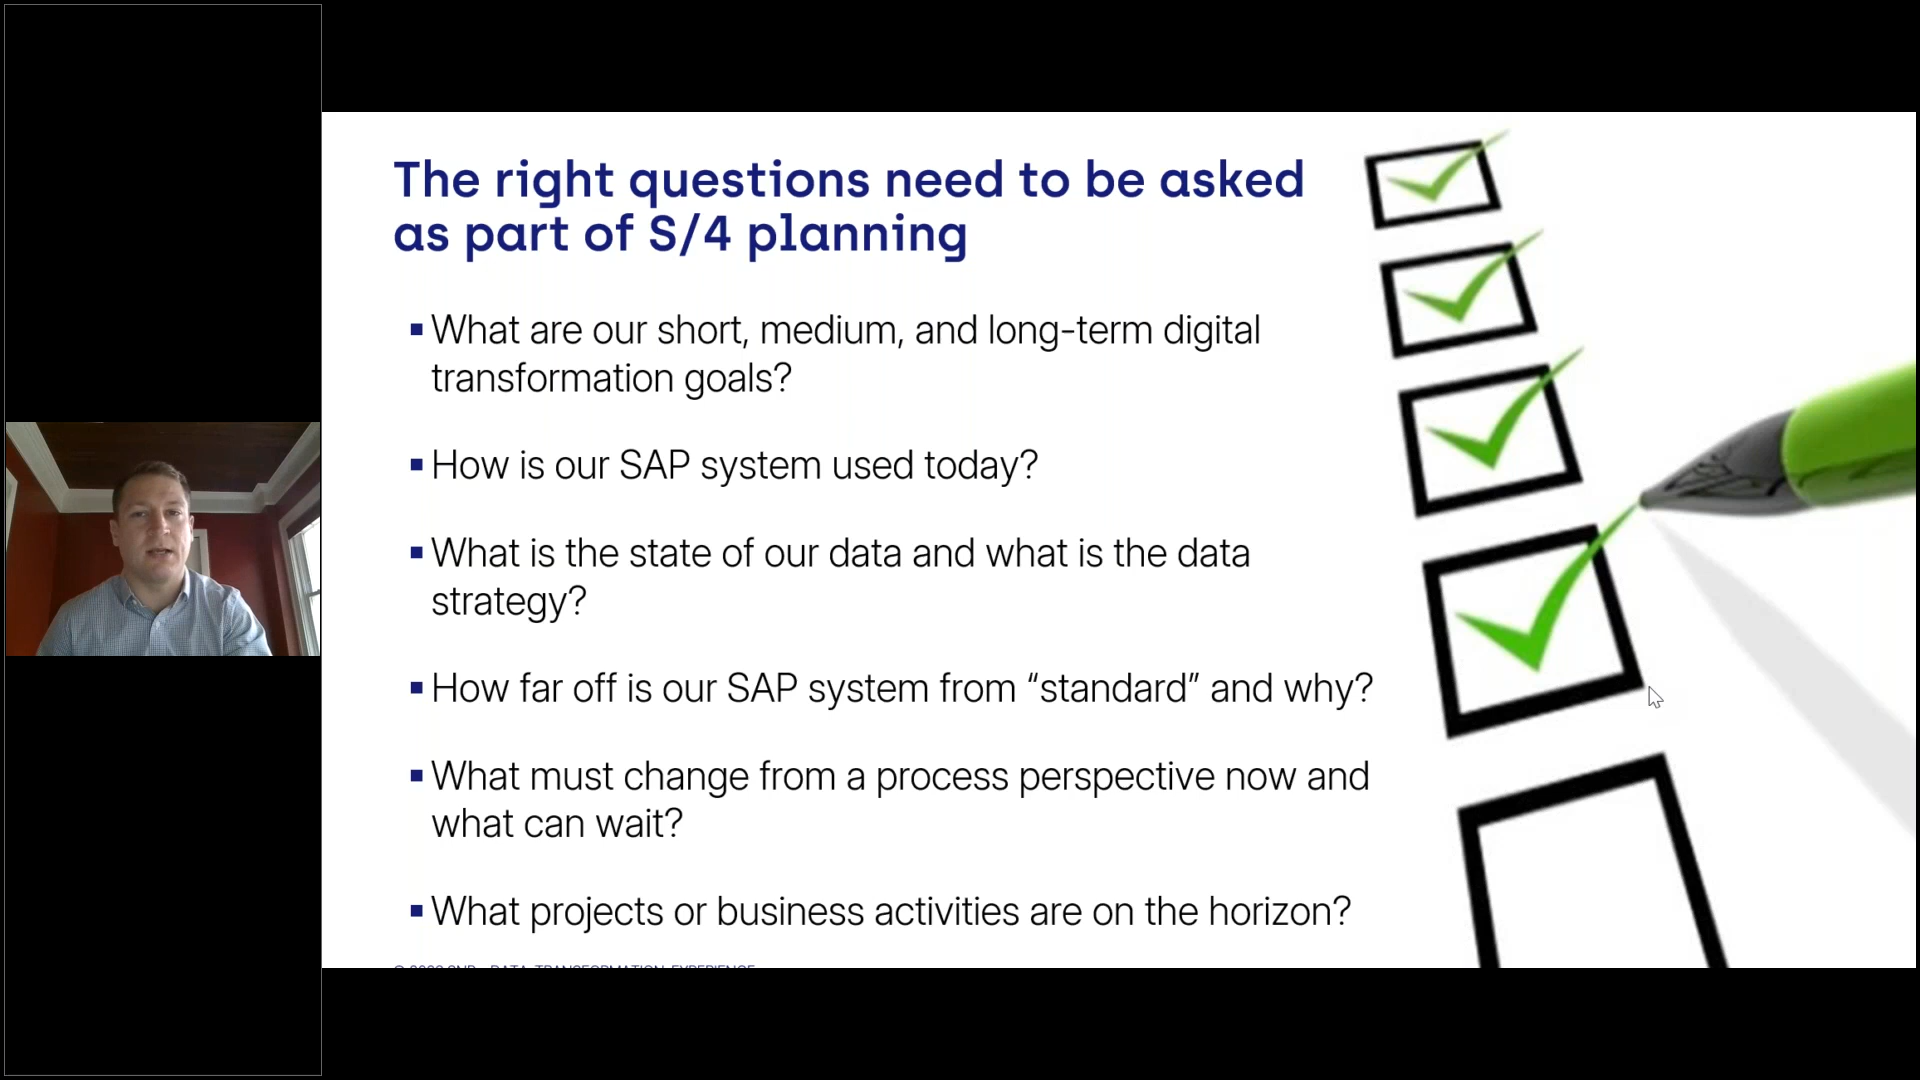 The right questions need to be asked
as part of S/4 planning
▪ What are our short, medium, and long-term digital
transformation goals?
▪ How is our SAP system used today?
▪ What is the state of our data and what is the data
strategy?
▪ How far off is our SAP system from “standard” and why?
▪ What must change from a process perspective now and
what can wait?
▪ What projects or business activities are on the horizon?